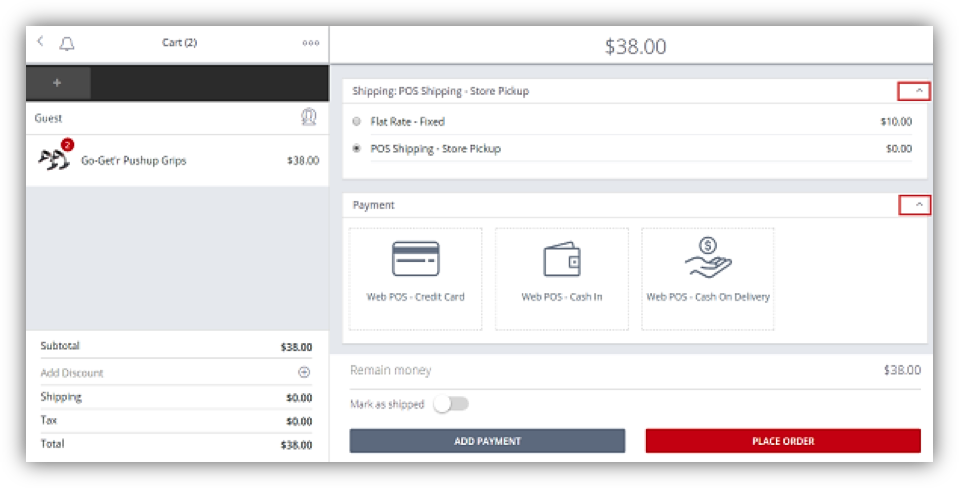 Cart (2)
$38.00
+
Guest
2
Go-Get'r Pushup Grips
$38.00
Subtotal
$38.00
Add Discount
Shipping
$0.00
Tax
$0.00
Total
$38.00
Shipping: POS Shipping - Store Pickup
Flat Rate - Fixed
$10.00
POS Shipping - Store Pickup
$0.00
Payment
$
Web POS - Credit Card
Web POS - Cash In
Web POS - Cash On Delivery
Remain money
$38.00
Mark as shipped
ADD PAYMENT
PLACE ORDER